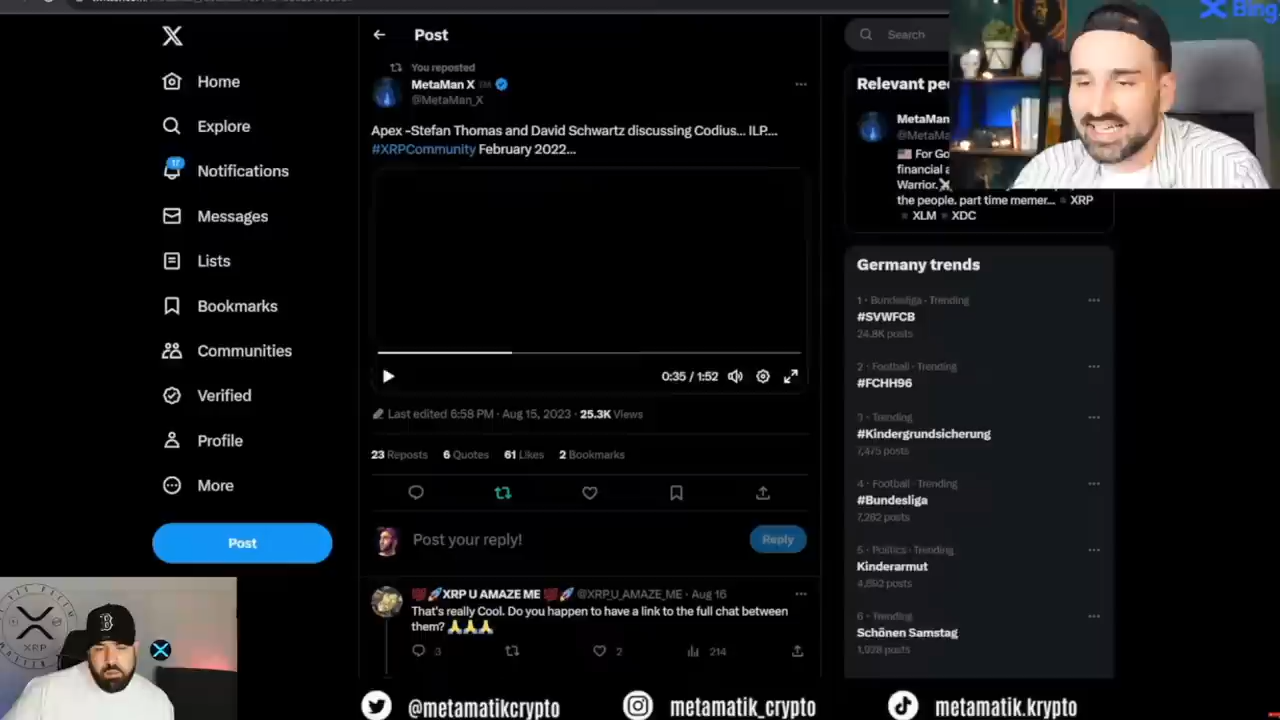 Home
Explore
17
Notifications
Messages
Lists
Bookmarks
Communities
Verified
Profile
More
Post
XRP
B
Post
You reposted
MetaMan X
@MetaMan_X
Apex -Stefan Thomas and David Schwartz discussing Codius... ILP....
#XRPCommunity February 2022...
0:35 / 1:52
Last edited 6:58 PM · Aug 15, 2023 · 25.3K Views
23 Reposts 6 Quotes 61 Likes 2 Bookmarks
Post your reply!
Reply
💯🚀XRP U AMAZE ME 💯🚀 @XRP_U_AMAZE_ME · Aug 16
That's really Cool. Do you happen to have a link to the full chat between
them? 🙏🙏🙏
3 2 214
Search
Bing
Relevant
MetaMan
@MetaMa
🇺🇸 For Go
financial a
Warrior.
the people. part time memer... XRP
XLM XDC
Germany trends
1 · Bundesliga · Trending
#SVWFCB
24.8K posts
2 · Football · Trending
#FCHH96
3 · Trending
#Kindergrundsicherung
7,475 posts
4 · Football · Trending
#Bundesliga
7,282 posts
5 · Politics · Trending
Kinderarmut
4,892 posts
6 · Trending
Schönen Samstag
1,928 posts
@metamatikcrypto
metamatik_crypto
metamatik.krypto